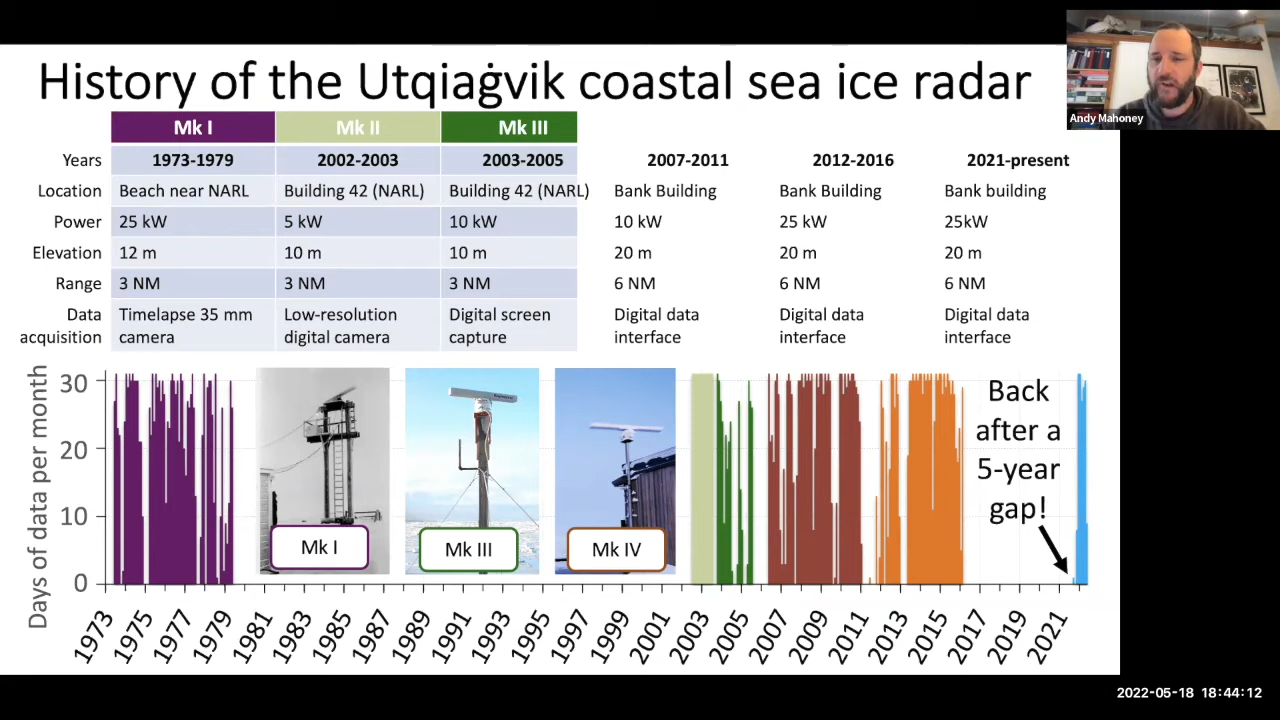 History of the Utqiaġvik coastal sea ice radar
Andy Mahoney
Mk I Mk II Mk III
Years 1973-1979 2002-2003 2003-2005 2007-2011 2012-2016 2021-present
Location Beach near NARL Building 42 (NARL) Building 42 (NARL) Bank Building Bank Building Bank building
Power 25 kW 5 kW 10 kW 10 kW 25 kW 25kW
Elevation 12 m 10 m 10 m 20 m 20 m 20 m
Range 3 NM 3 NM 3 NM 6 NM 6 NM 6 NM
Data Timelapse 35 mm Low-resolution Digital screen Digital data Digital data Digital data
acquisition camera digital camera capture interface interface interface
Days of data per month
30
20
10
0
Mk I
Mk III
Mk IV
Back
after a
5-year
gap!
1973 1975 1977 1979 1981 1983 1985 1987 1989 1991 1993 1995 1997 1999 2001 2003 2005 2007 2009 2011 2013 2015 2017 2019 2021
2022-05-18 18:44:12